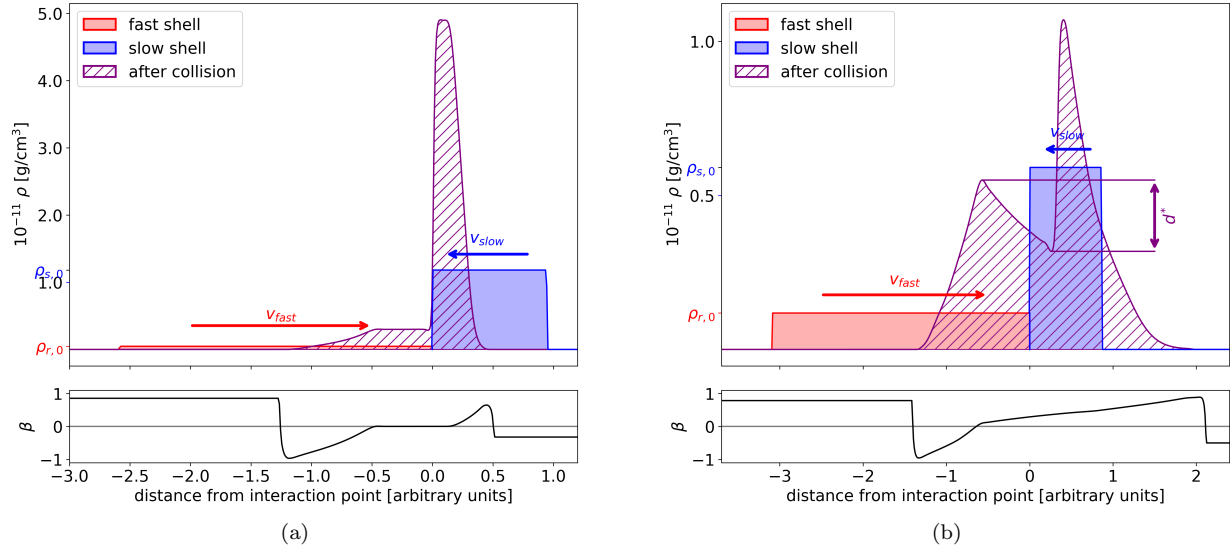 fast shell
slow shell
after collision
5.0
4.0
3.0
2.0
1.0
10⁻¹¹ ρ [g/cm³]
ρs,0
ρr,0
vslow
vfast
1
0
−1
β
−3.0 −2.5 −2.0 −1.5 −1.0 −0.5 0.0 0.5 1.0
distance from interaction point [arbitrary units]
(a)
fast shell
slow shell
after collision
1.0
0.5
10⁻¹¹ ρ [g/cm³]
ρs,0
ρr,0
vslow
vfast
d*
1
0
−1
β
−3 −2 −1 0 1 2
distance from interaction point [arbitrary units]
(b)